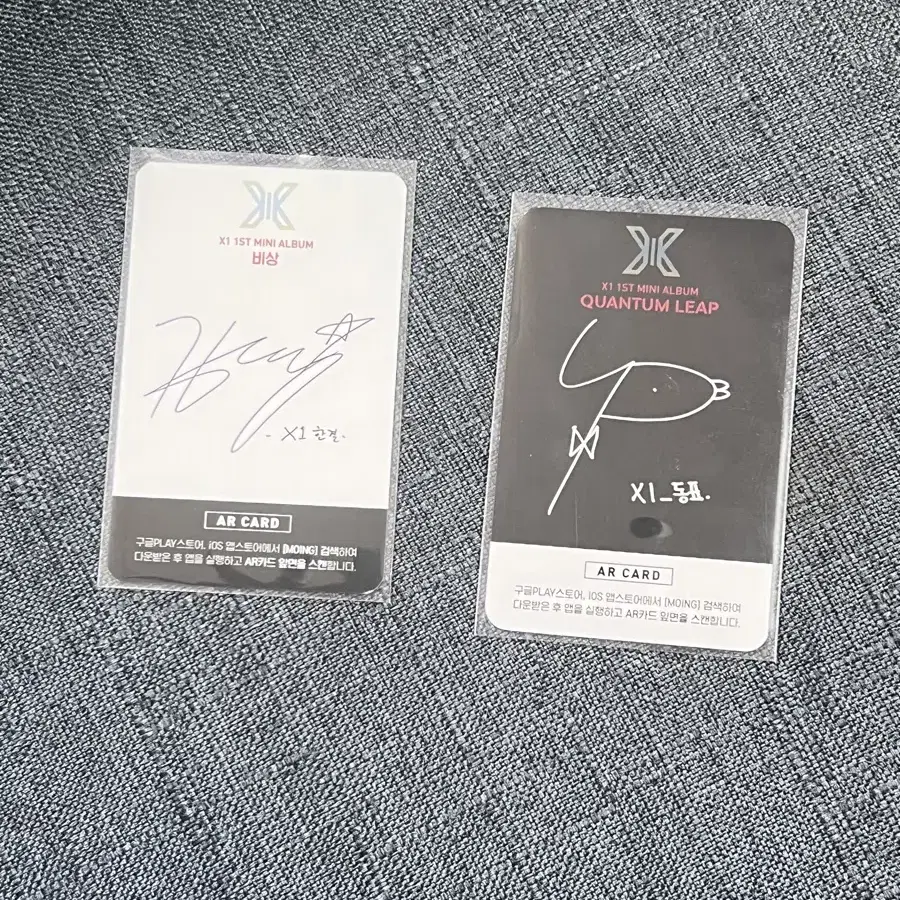 X1 1ST MINI ALBUM
비상
- X1 한결.
AR CARD
구글PLAY스토어, iOS 앱스토어에서 [MOING] 검색하여
다운받은 후 앱을 실행하고 AR카드 앞면을 스캔합니다.
X1 1ST MINI ALBUM
QUANTUM LEAP
X1_동표.
AR CARD
구글PLAY스토어, iOS 앱스토어에서 [MOING] 검색하여
다운받은 후 앱을 실행하고 AR카드 앞면을 스캔합니다.